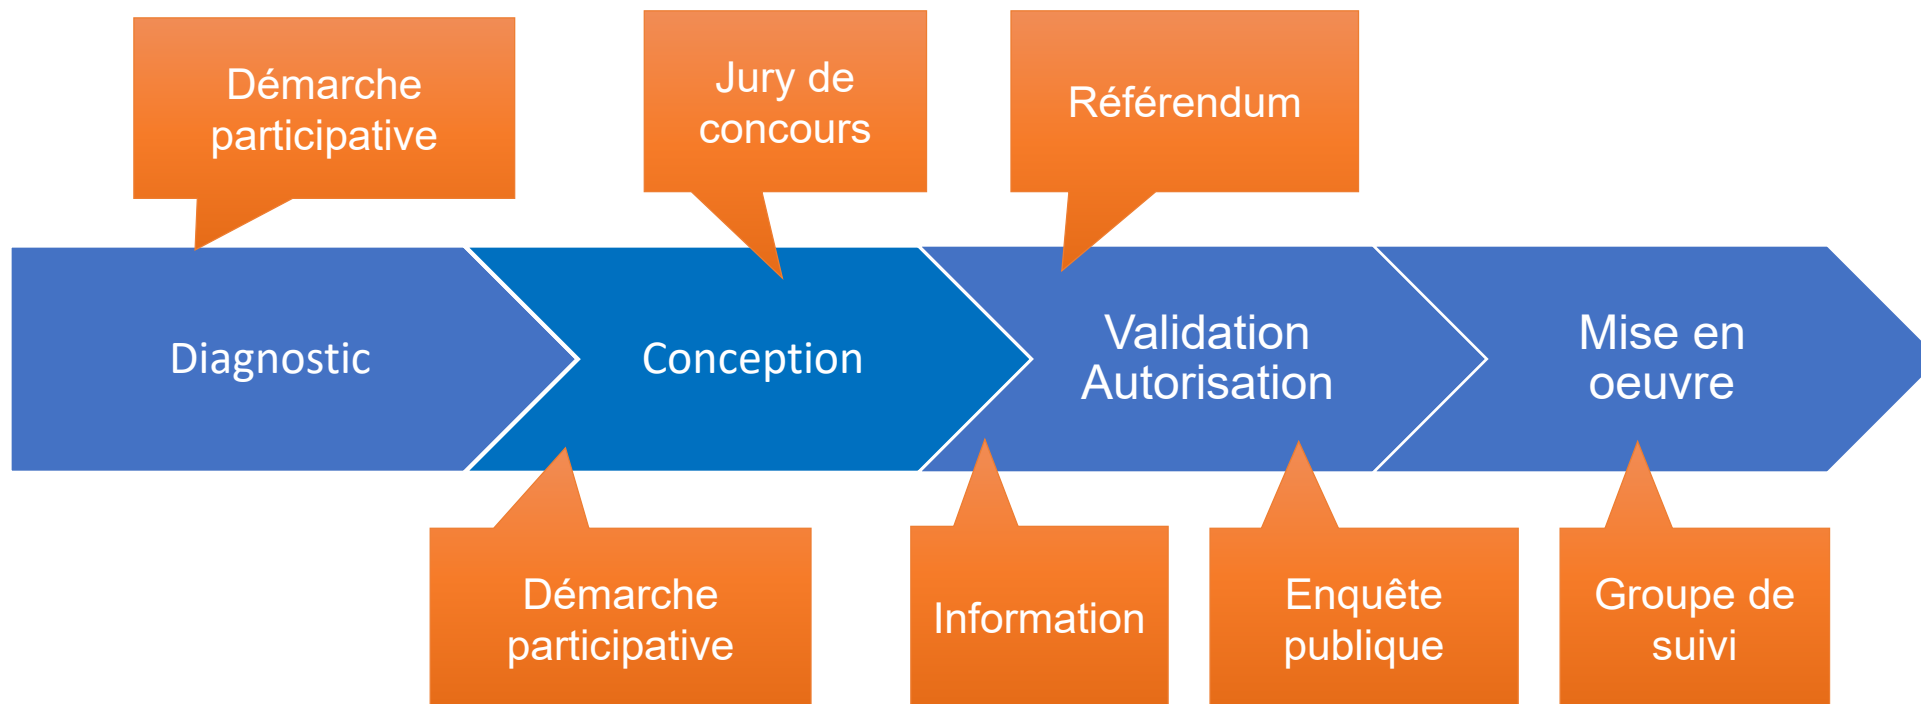 Démarche
participative
Jury de
concours
Référendum
Diagnostic
Conception
Validation
Autorisation
Mise en
oeuvre
Démarche
participative
Information
Enquête
publique
Groupe de
suivi